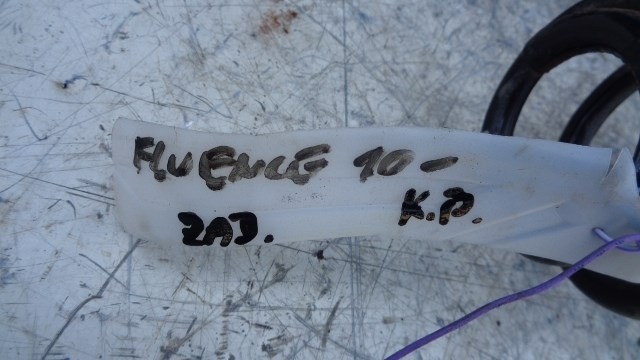 FLUENCE 10-
ZAD. K.P.